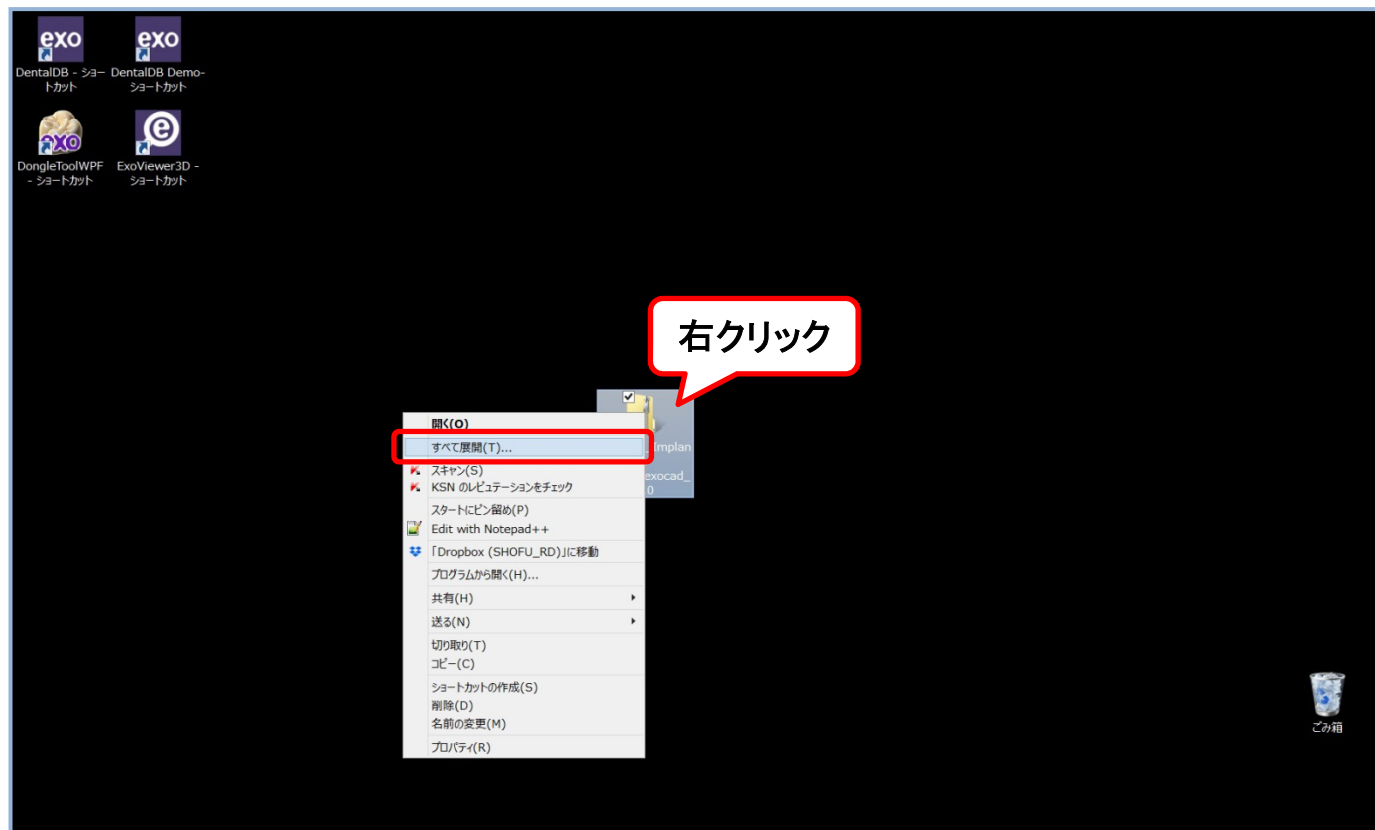 exo
exo
DentalDB - ショー
トカット
DentalDB Demo-
ショートカット
exo
e
DongleToolWPF
- ショートカット
ExoViewer3D -
ショートカット
右クリック
開く(O)
すべて展開(T)...
Implan
スキャン(S)
exocad_
KSN のレピュテーションをチェック
0
スタートにピン留め(P)
Edit with Notepad++
「Dropbox (SHOFU_RD)」に移動
プログラムから開く(H)...
共有(H)
送る(N)
切り取り(T)
コピー(C)
ショートカットの作成(S)
削除(D)
名前の変更(M)
プロパティ(R)
ごみ箱